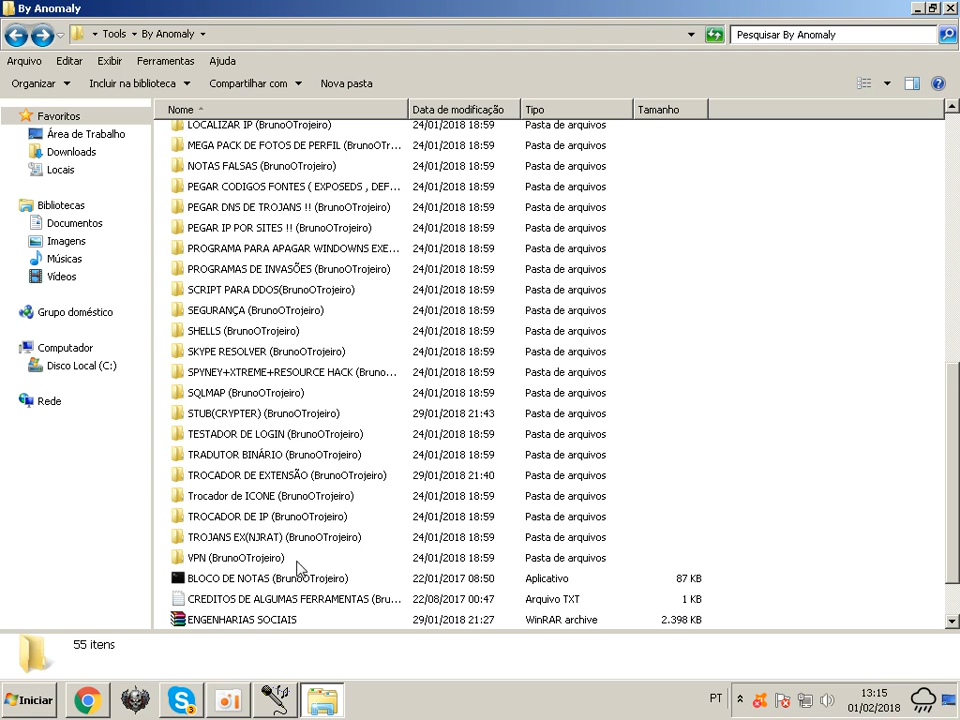 By Anomaly
Tools By Anomaly
Pesquisar By Anomaly
Arquivo Editar Exibir Ferramentas Ajuda
Organizar Incluir na biblioteca Compartilhar com Nova pasta
Nome Data de modificação Tipo Tamanho
Favoritos
Área de Trabalho
Downloads
Locais
Bibliotecas
Documentos
Imagens
Músicas
Vídeos
Grupo doméstico
Computador
Disco Local (C:)
Rede
LOCALIZAR IP (BrunoOTrojeiro) 24/01/2018 18:59 Pasta de arquivos
MEGA PACK DE FOTOS DE PERFIL (BrunoOTr... 24/01/2018 18:59 Pasta de arquivos
NOTAS FALSAS (BrunoOTrojeiro) 24/01/2018 18:59 Pasta de arquivos
PEGAR CODIGOS FONTES ( EXPOSEDS , DEF... 24/01/2018 18:59 Pasta de arquivos
PEGAR DNS DE TROJANS !! (BrunoOTrojeiro) 24/01/2018 18:59 Pasta de arquivos
PEGAR IP POR SITES !! (BrunoOTrojeiro) 24/01/2018 18:59 Pasta de arquivos
PROGRAMA PARA APAGAR WINDOWNS EXE... 24/01/2018 18:59 Pasta de arquivos
PROGRAMAS DE INVASÕES (BrunoOTrojeiro) 24/01/2018 18:59 Pasta de arquivos
SCRIPT PARA DDOS(BrunoOTrojeiro) 24/01/2018 18:59 Pasta de arquivos
SEGURANÇA (BrunoOTrojeiro) 24/01/2018 18:59 Pasta de arquivos
SHELLS (BrunoOTrojeiro) 24/01/2018 18:59 Pasta de arquivos
SKYPE RESOLVER (BrunoOTrojeiro) 24/01/2018 18:59 Pasta de arquivos
SPYNEY+XTREME+RESOURCE HACK (Bruno... 24/01/2018 18:59 Pasta de arquivos
SQLMAP (BrunoOTrojeiro) 24/01/2018 18:59 Pasta de arquivos
STUB(CRYPTER) (BrunoOTrojeiro) 29/01/2018 21:43 Pasta de arquivos
TESTADOR DE LOGIN (BrunoOTrojeiro) 24/01/2018 18:59 Pasta de arquivos
TRADUTOR BINÁRIO (BrunoOTrojeiro) 24/01/2018 18:59 Pasta de arquivos
TROCADOR DE EXTENSÃO (BrunoOTrojeiro) 29/01/2018 21:40 Pasta de arquivos
Trocador de ICONE (BrunoOTrojeiro) 24/01/2018 18:59 Pasta de arquivos
TROCADOR DE IP (BrunoOTrojeiro) 24/01/2018 18:59 Pasta de arquivos
TROJANS EX(NJRAT) (BrunoOTrojeiro) 24/01/2018 18:59 Pasta de arquivos
VPN (BrunoOTrojeiro) 24/01/2018 18:59 Pasta de arquivos
BLOCO DE NOTAS (BrunoOTrojeiro) 22/01/2017 08:50 Aplicativo 87 KB
CREDITOS DE ALGUMAS FERRAMENTAS (Bru... 22/08/2017 00:47 Arquivo TXT 1 KB
ENGENHARIAS SOCIAIS 29/01/2018 21:27 WinRAR archive 2.398 KB
55 itens
Iniciar
3
PT
13:15
01/02/2018